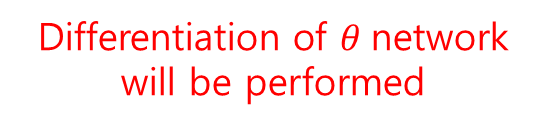 Differentiation of θ network
will be performed